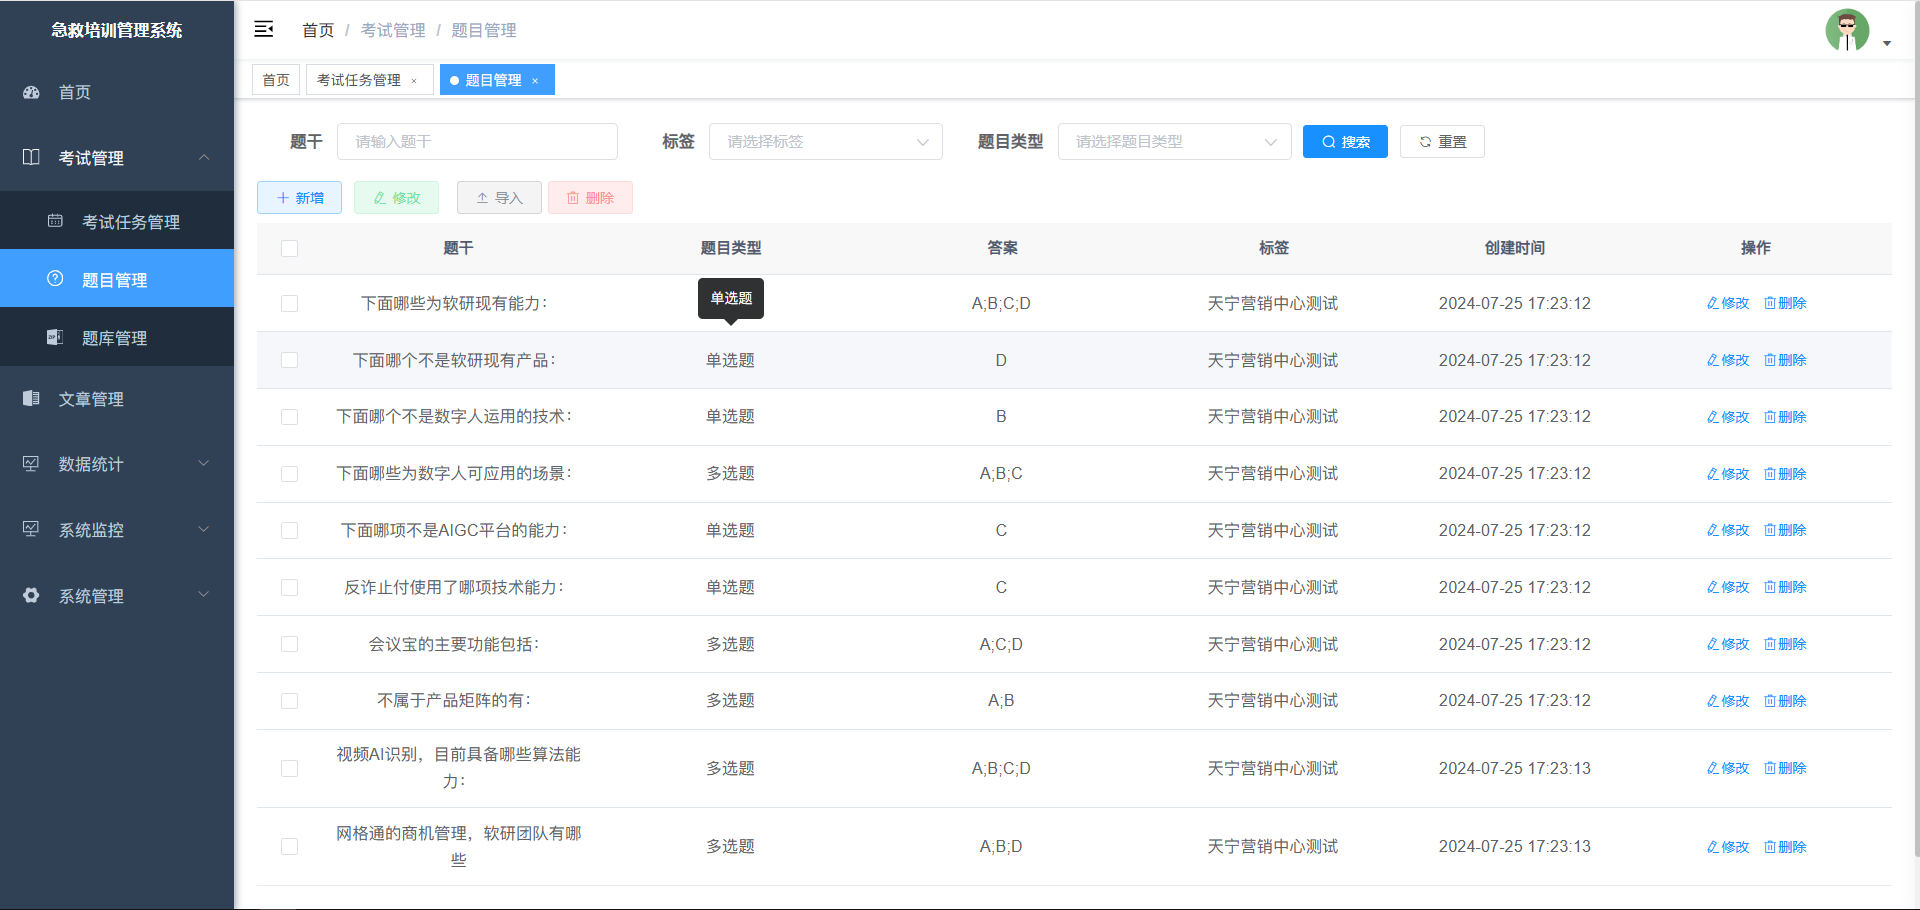 急救培训管理系统
首页 / 考试管理 / 题目管理
首页
考试任务管理 ×
题目管理 ×
首页
考试管理
考试任务管理
题目管理
题库管理
文章管理
数据统计
系统监控
系统管理
题干 请输入题干 标签 请选择标签 题目类型 请选择题目类型 搜索 重置
新增 修改 导入 删除
题干 题目类型 答案 标签 创建时间 操作
单选题
下面哪些为软研现有能力： A;B;C;D 天宁营销中心测试 2024-07-25 17:23:12 修改 删除
下面哪个不是软研现有产品： 单选题 D 天宁营销中心测试 2024-07-25 17:23:12 修改 删除
下面哪个不是数字人运用的技术： 单选题 B 天宁营销中心测试 2024-07-25 17:23:12 修改 删除
下面哪些为数字人可应用的场景： 多选题 A;B;C 天宁营销中心测试 2024-07-25 17:23:12 修改 删除
下面哪项不是AIGC平台的能力： 单选题 C 天宁营销中心测试 2024-07-25 17:23:12 修改 删除
反诈止付使用了哪项技术能力： 单选题 C 天宁营销中心测试 2024-07-25 17:23:12 修改 删除
会议宝的主要功能包括： 多选题 A;C;D 天宁营销中心测试 2024-07-25 17:23:12 修改 删除
不属于产品矩阵的有： 多选题 A;B 天宁营销中心测试 2024-07-25 17:23:12 修改 删除
视频AI识别，目前具备哪些算法能
力： 多选题 A;B;C;D 天宁营销中心测试 2024-07-25 17:23:13 修改 删除
网格通的商机管理，软研团队有哪
些 多选题 A;B;D 天宁营销中心测试 2024-07-25 17:23:13 修改 删除